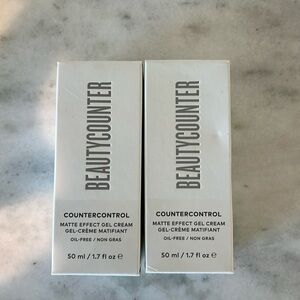 BEAUTYCOUNTER
COUNTERCONTROL
MATTE EFFECT GEL CREAM
GEL-CRÈME MATIFIANT
OIL-FREE / NON GRAS
50 ml / 1.7 fl oz ℮
BEAUTYCOUNTER
COUNTERCONTROL
MATTE EFFECT GEL CREAM
GEL-CRÈME MATIFIANT
OIL-FREE / NON GRAS
50 ml / 1.7 fl oz ℮